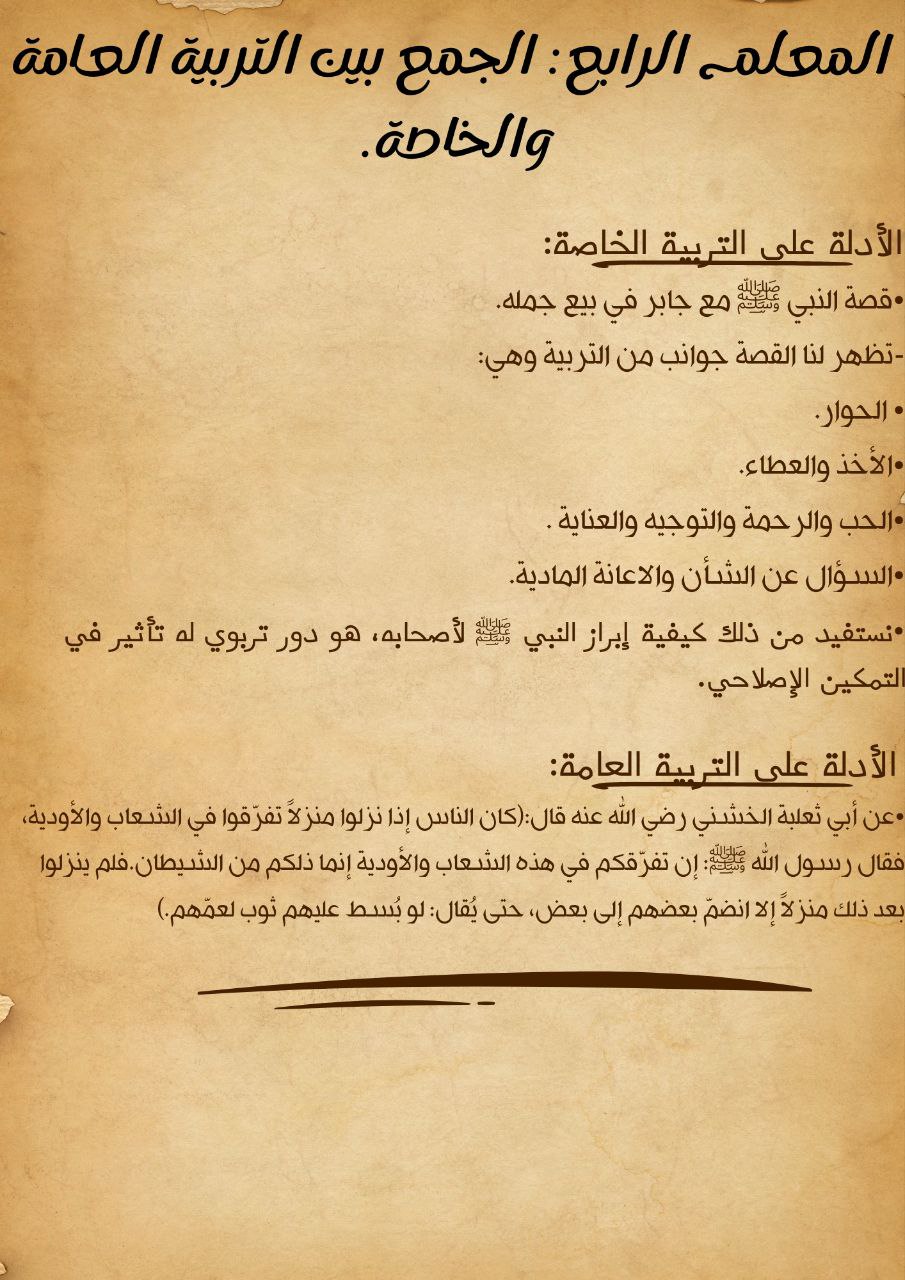 المعلم الرابع: الجمع بين التربية العامة
والخاصة.
الأدلة على التربية الخاصة:
•قصة النبي ﷺ مع جابر في بيع جمله.
-تظهر لنا القصة جوانب من التربية وهي:
• الحوار.
•الأخذ والعطاء.
•الحب والرحمة والتوجيه والعناية .
•السؤال عن الشأن والاعانة المادية.
•نستفيد من ذلك كيفية إبراز النبي ﷺ لأصحابه، هو دور تربوي له تأثير في
التمكين الإصلاحي.
الأدلة على التربية العامة:
•عن أبي ثعلبة الخشني رضي الله عنه قال:(كان الناس إذا نزلوا منزلاً تفرّقوا في الشعاب والأودية،
فقال رسول الله ﷺ: إن تفرّقكم في هذه الشعاب والأودية إنما ذلكم من الشيطان.فلم ينزلوا
بعد ذلك منزلاً إلا انضمّ بعضهم إلى بعض، حتى يُقال: لو بُسط عليهم ثوب لعمّهم.)